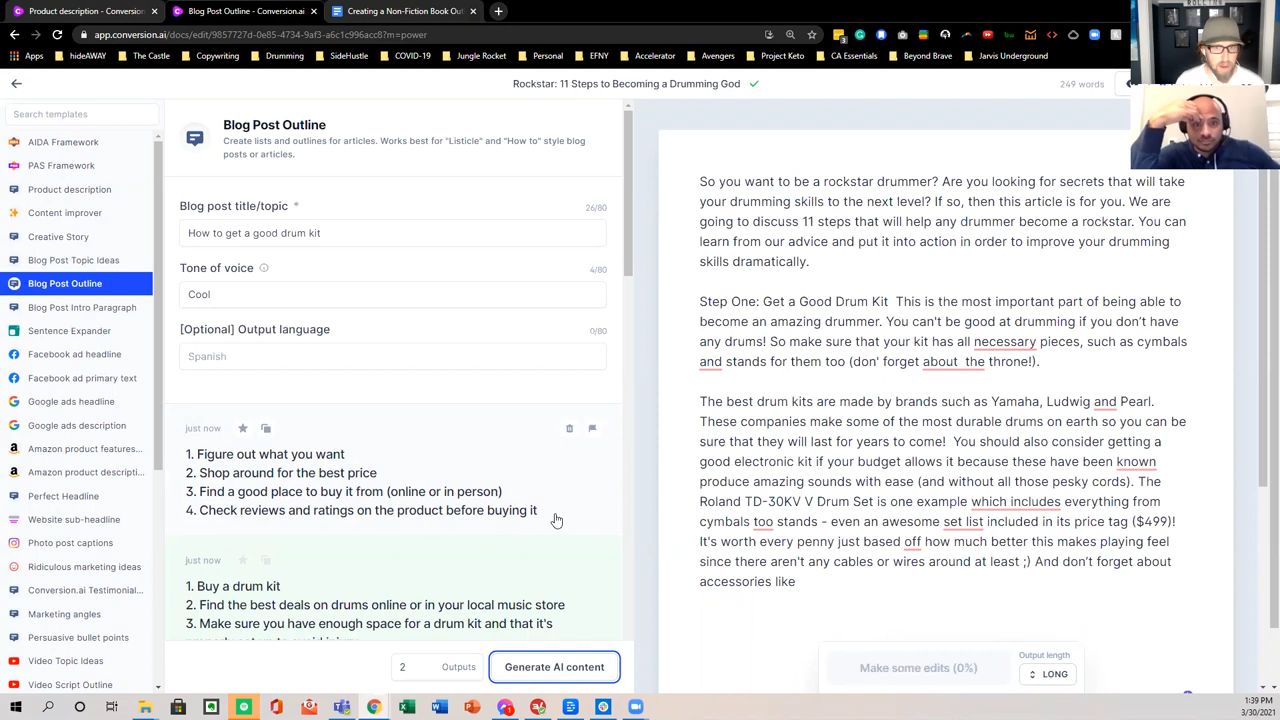 Product description - Conversion
Blog Post Outline - Conversion.ai
Creating a Non-Fiction Book Out
app.conversion.ai/docs/edit/9857727d-0e85-4734-9af3-a6c1c996acc8?m=power
Apps
hideAWAY
The Castle
Copywriting
Drumming
SideHustle
COVID-19
Jungle Rocket
Personal
EFNY
Accelerator
Avengers
Project Keto
CA Essentials
Beyond Brave
Jarvis Underground
Rockstar: 11 Steps to Becoming a Drumming God
249 words
Search templates
AIDA Framework
PAS Framework
Product description
Content improver
Creative Story
Blog Post Topic Ideas
Blog Post Outline
Blog Post Intro Paragraph
Sentence Expander
Facebook ad headline
Facebook ad primary text
Google ads headline
Google ads description
Amazon product features...
Amazon product descripti...
Perfect Headline
Website sub-headline
Photo post captions
Ridiculous marketing ideas
Conversion.ai Testimonial...
Marketing angles
Persuasive bullet points
Video Topic Ideas
Video Script Outline
Blog Post Outline
Create lists and outlines for articles. Works best for "Listicle" and "How to" style blog
posts or articles.
Blog post title/topic *
26/80
How to get a good drum kit
Tone of voice
4/80
Cool
[Optional] Output language
0/80
Spanish
just now
1. Figure out what you want
2. Shop around for the best price
3. Find a good place to buy it from (online or in person)
4. Check reviews and ratings on the product before buying it
just now
1. Buy a drum kit
2. Find the best deals on drums online or in your local music store
3. Make sure you have enough space for a drum kit and that it's
2 Outputs
Generate AI content
So you want to be a rockstar drummer? Are you looking for secrets that will take
your drumming skills to the next level? If so, then this article is for you. We are
going to discuss 11 steps that will help any drummer become a rockstar. You can
learn from our advice and put it into action in order to improve your drumming
skills dramatically.
Step One: Get a Good Drum Kit  This is the most important part of being able to
become an amazing drummer. You can't be good at drumming if you don't have
any drums! So make sure that your kit has all necessary pieces, such as cymbals
and stands for them too (don' forget about  the throne!).
The best drum kits are made by brands such as Yamaha, Ludwig and Pearl.
These companies make some of the most durable drums on earth so you can be
sure that they will last for years to come!  You should also consider getting a
good electronic kit if your budget allows it because these have been known
produce amazing sounds with ease (and without all those pesky cords). The
Roland TD-30KV V Drum Set is one example which includes everything from
cymbals too stands - even an awesome set list included in its price tag ($499)!
It's worth every penny just based off how much better this makes playing feel
since there aren't any cables or wires around at least ;) And don't forget about
accessories like
Make some edits (0%)
Output length
LONG
1:39 PM
3/30/2021